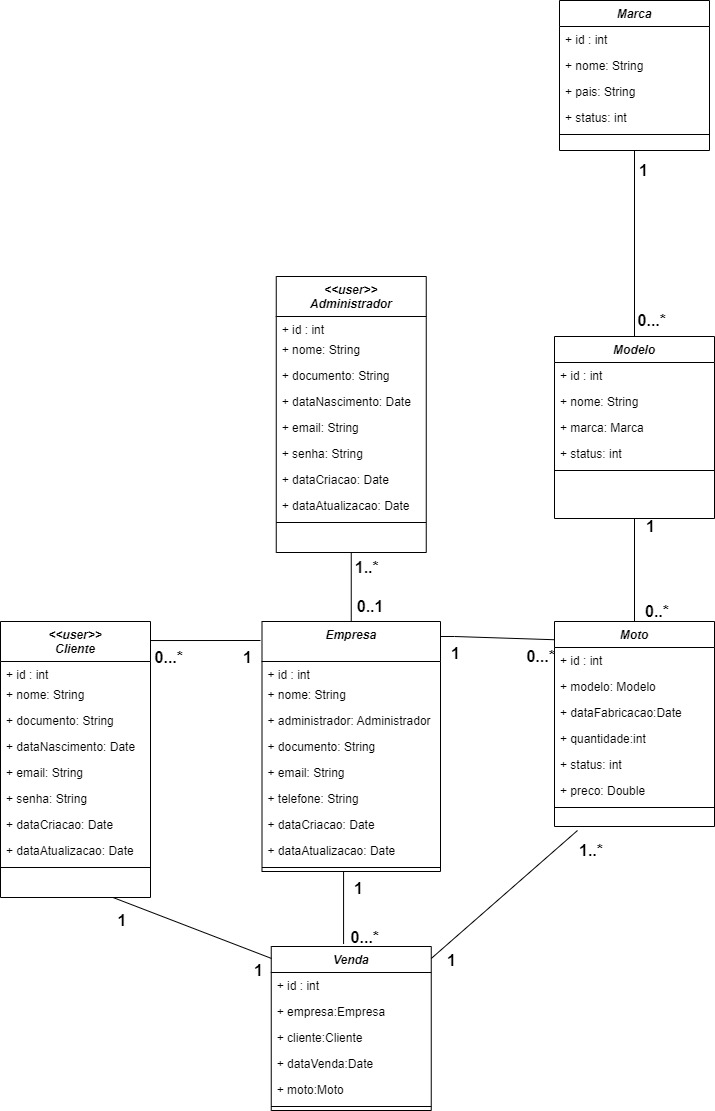 Marca
+ id : int
+ nome: String
+ pais: String
+ status: int
1
0...*
Modelo
+ id : int
+ nome: String
+ marca: Marca
+ status: int
1
0..*
<<user>>
Administrador
+ id : int
+ nome: String
+ documento: String
+ dataNascimento: Date
+ email: String
+ senha: String
+ dataCriacao: Date
+ dataAtualizacao: Date
1..*
0..1
<<user>>
Cliente
+ id : int
+ nome: String
+ documento: String
+ dataNascimento: Date
+ email: String
+ senha: String
+ dataCriacao: Date
+ dataAtualizacao: Date
0...*
1
Empresa
+ id : int
+ nome: String
+ administrador: Administrador
+ documento: String
+ email: String
+ telefone: String
+ dataCriacao: Date
+ dataAtualizacao: Date
1
0...*
Moto
+ id : int
+ modelo: Modelo
+ dataFabricacao:Date
+ quantidade:int
+ status: int
+ preco: Double
1..*
1
1
0...*
1
1
Venda
+ id : int
+ empresa:Empresa
+ cliente:Cliente
+ dataVenda:Date
+ moto:Moto